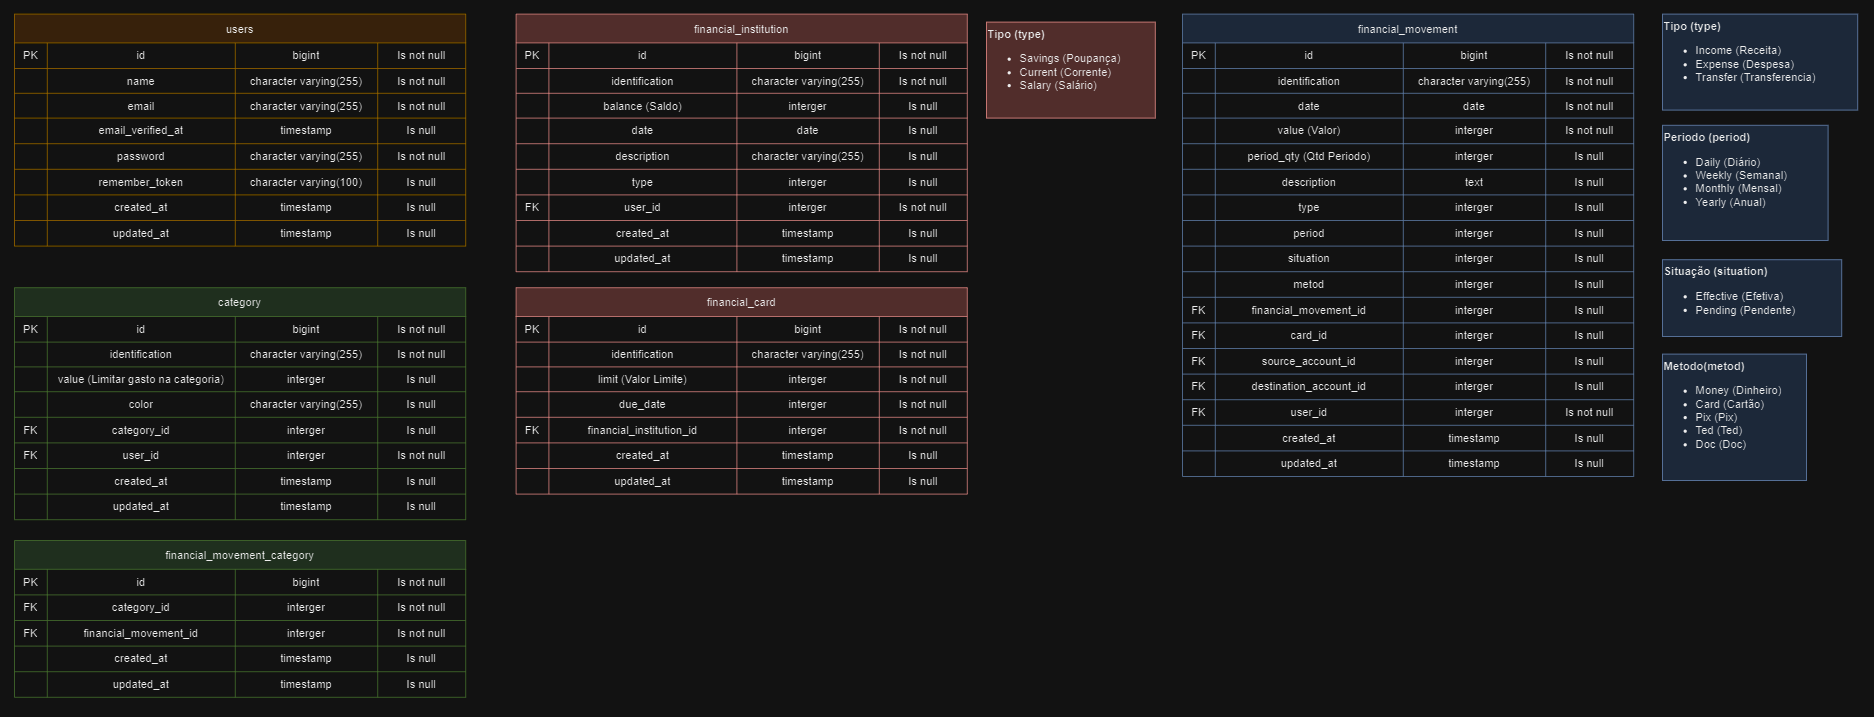 users
PK id bigint Is not null
name character varying(255) Is not null
email character varying(255) Is not null
email_verified_at timestamp Is null
password character varying(255) Is not null
remember_token character varying(100) Is null
created_at timestamp Is null
updated_at timestamp Is null
category
PK id bigint Is not null
identification character varying(255) Is not null
value (Limitar gasto na categoria) interger Is null
color character varying(255) Is null
FK category_id interger Is null
FK user_id interger Is not null
created_at timestamp Is null
updated_at timestamp Is null
financial_movement_category
PK id bigint Is not null
FK category_id interger Is not null
FK financial_movement_id interger Is not null
created_at timestamp Is null
updated_at timestamp Is null
financial_institution
PK id bigint Is not null
identification character varying(255) Is not null
balance (Saldo) interger Is null
date date Is null
description character varying(255) Is null
type interger Is null
FK user_id interger Is not null
created_at timestamp Is null
updated_at timestamp Is null
financial_card
PK id bigint Is not null
identification character varying(255) Is not null
limit (Valor Limite) interger Is not null
due_date interger Is not null
FK financial_institution_id interger Is not null
created_at timestamp Is null
updated_at timestamp Is null
Tipo (type)
• Savings (Poupança)
• Current (Corrente)
• Salary (Salário)
financial_movement
PK id bigint Is not null
identification character varying(255) Is not null
date date Is not null
value (Valor) interger Is not null
period_qty (Qtd Periodo) interger Is null
description text Is null
type interger Is null
period interger Is null
situation interger Is null
metod interger Is null
FK financial_movement_id interger Is null
FK card_id interger Is null
FK source_account_id interger Is null
FK destination_account_id interger Is null
FK user_id interger Is not null
created_at timestamp Is null
updated_at timestamp Is null
Tipo (type)
• Income (Receita)
• Expense (Despesa)
• Transfer (Transferencia)
Periodo (period)
• Daily (Diário)
• Weekly (Semanal)
• Monthly (Mensal)
• Yearly (Anual)
Situação (situation)
• Effective (Efetiva)
• Pending (Pendente)
Metodo(metod)
• Money (Dinheiro)
• Card (Cartão)
• Pix (Pix)
• Ted (Ted)
• Doc (Doc)